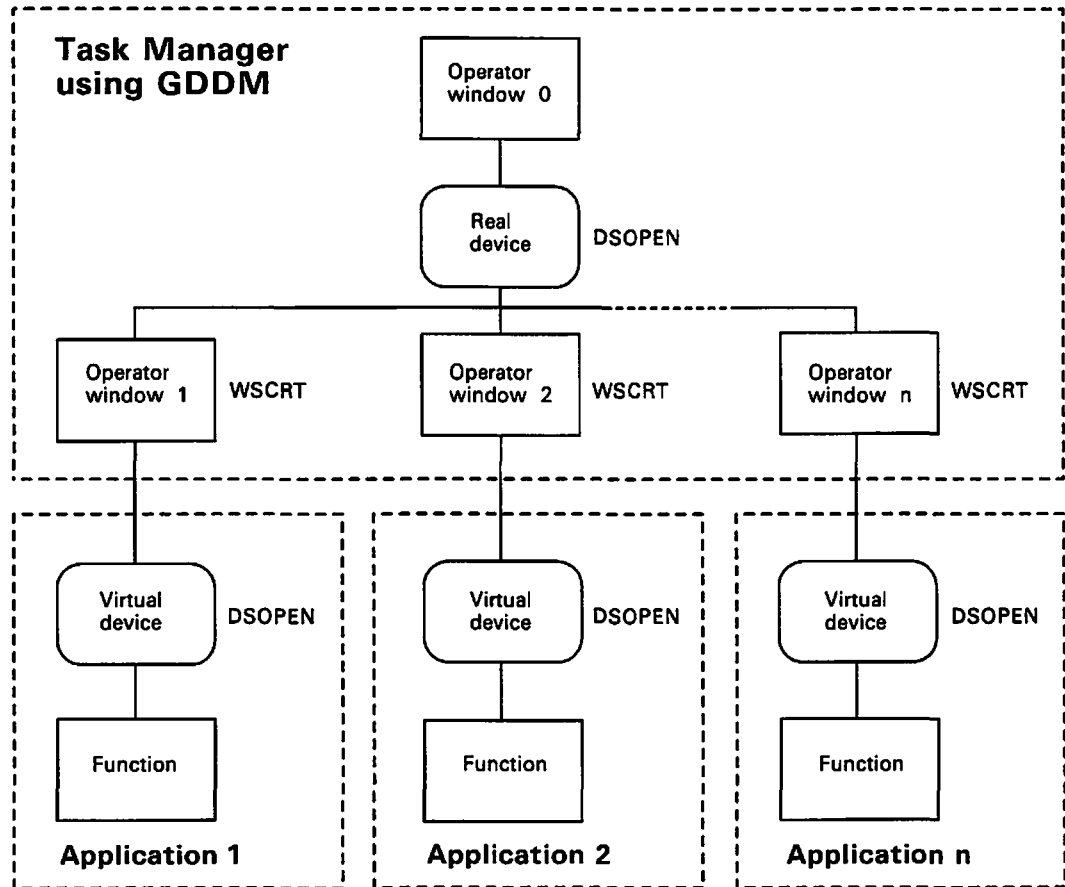 Task Manager
using GDDM
Operator
window 0
Real
device
DSOPEN
Operator
window 1
WSCRT
Operator
window 2
WSCRT
Operator
window n
WSCRT
Virtual
device
DSOPEN
Virtual
device
DSOPEN
Virtual
device
DSOPEN
Function
Function
Function
Application 1
Application 2
Application n